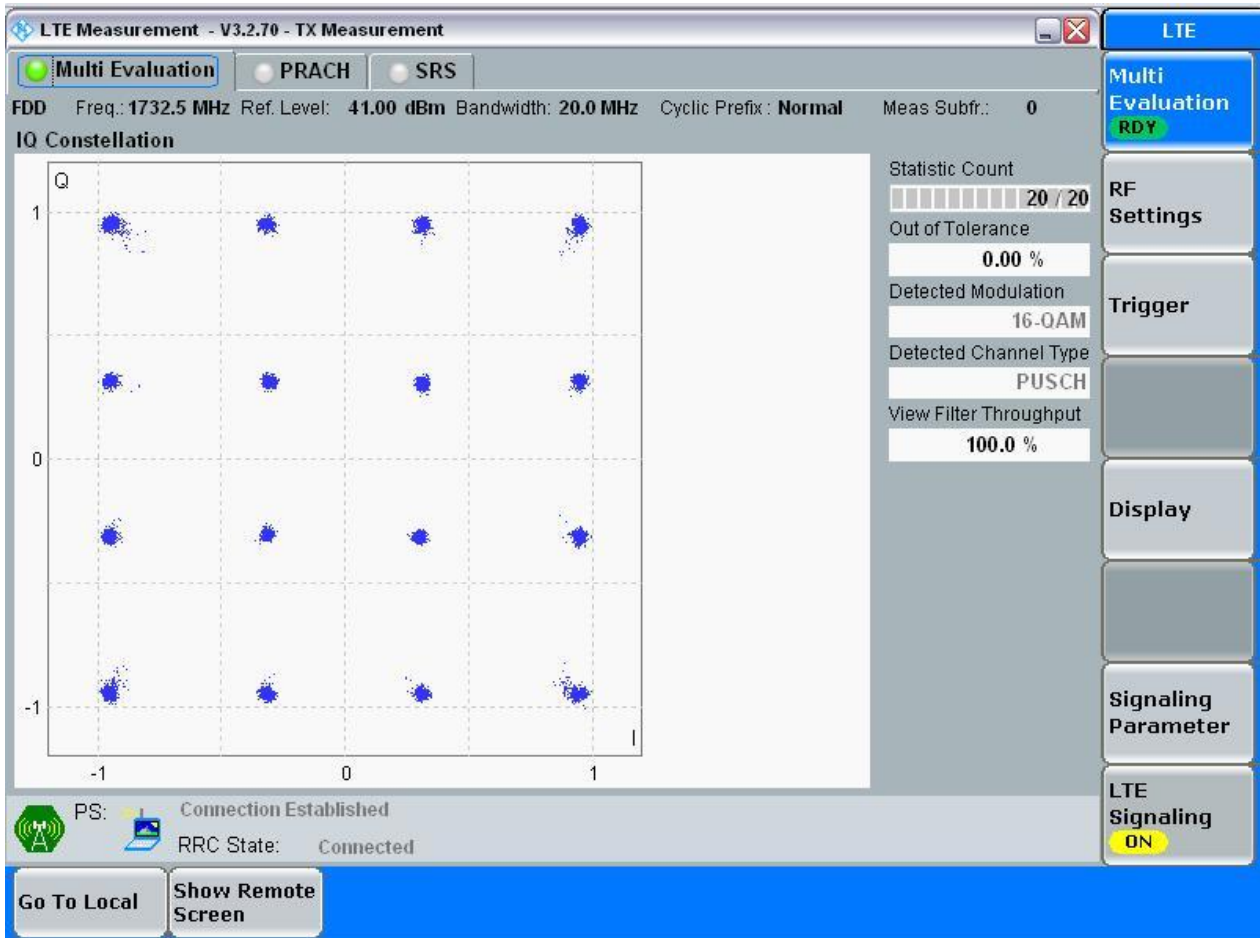 LTE Measurement - V3.2.70 - TX Measurement
LTE
Multi Evaluation PRACH SRS
Multi
Evaluation
RDY
FDD Freq.: 1732.5 MHz Ref. Level: 41.00 dBm Bandwidth: 20.0 MHz Cyclic Prefix : Normal Meas Subfr.: 0
IQ Constellation
Q
1
0
-1
-1 0 1
I
Statistic Count
20 / 20
Out of Tolerance
0.00 %
Detected Modulation
16-QAM
Detected Channel Type
PUSCH
View Filter Throughput
100.0 %
RF
Settings
Trigger
Display
Signaling
Parameter
LTE
Signaling
ON
PS: Connection Established
RRC State: Connected
Go To Local
Show Remote
Screen